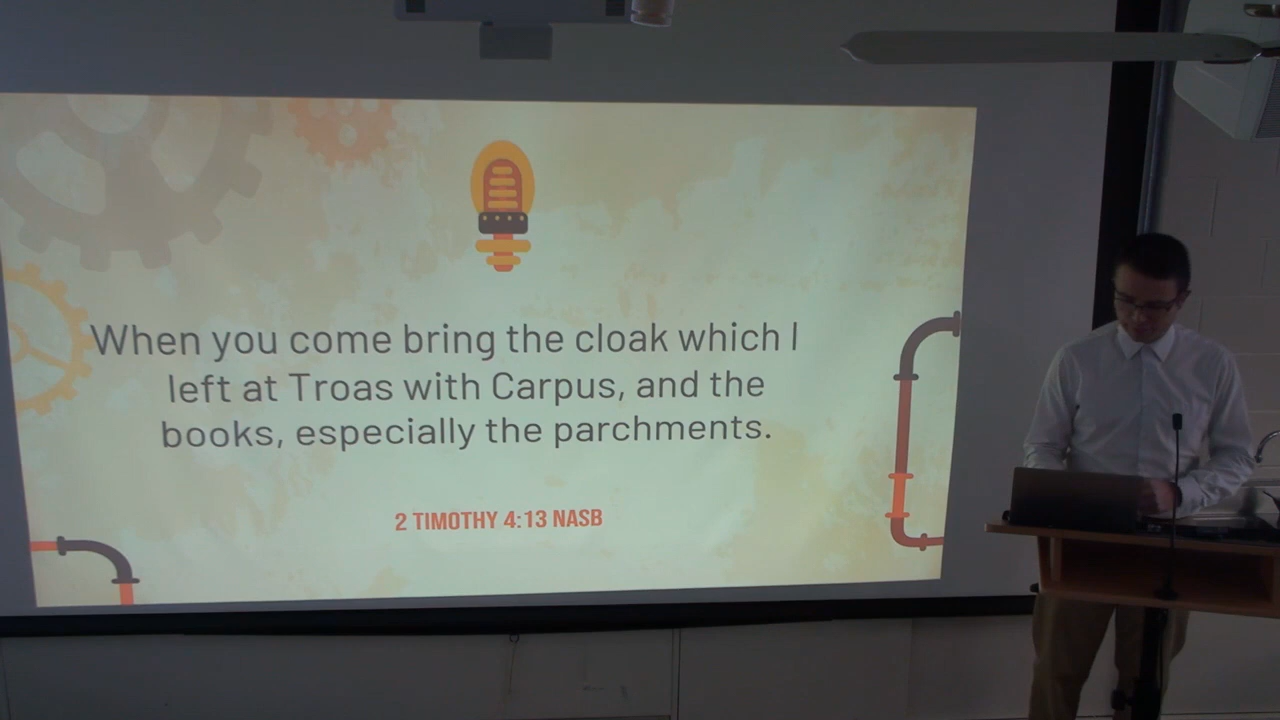 When you come bring the cloak which I
left at Troas with Carpus, and the
books, especially the parchments.
2 TIMOTHY 4:13 NASB